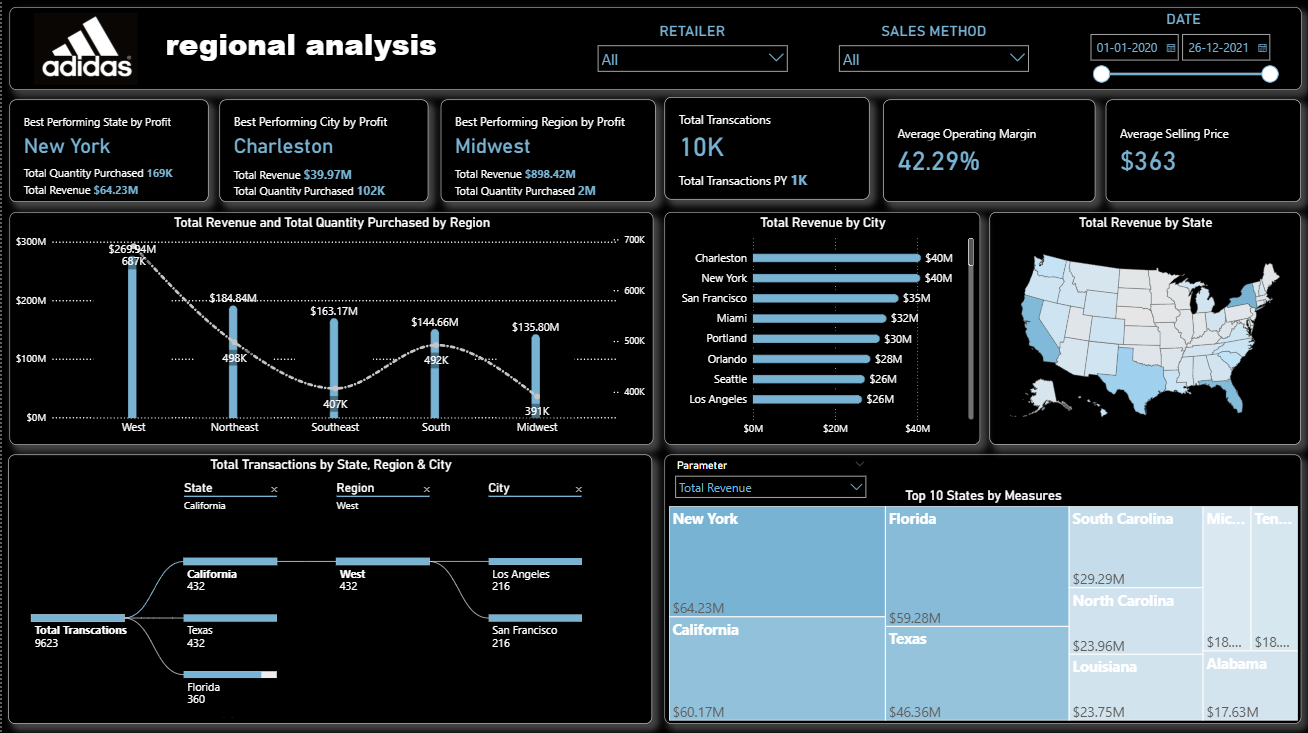 adidas
regional analysis
RETAILER
All
SALES METHOD
All
DATE
01-01-2020
26-12-2021
Best Performing State by Profit
New York
Total Quantity Purchased 169K
Total Revenue $64.23M
Best Performing City by Profit
Charleston
Total Revenue $39.97M
Total Quantity Purchased 102K
Best Performing Region by Profit
Midwest
Total Revenue $898.42M
Total Quantity Purchased 2M
Total Transcations
10K
Total Transactions PY 1K
Average Operating Margin
42.29%
Average Selling Price
$363
Total Revenue and Total Quantity Purchased by Region
$300M
$200M
$100M
$0M
700K
600K
500K
400K
$269.94M
687K
$184.84M
498K
$163.17M
407K
$144.66M
492K
$135.80M
391K
West
Northeast
Southeast
South
Midwest
Total Revenue by City
Charleston $40M
New York $40M
San Francisco $35M
Miami $32M
Portland $30M
Orlando $28M
Seattle $26M
Los Angeles $26M
$0M
$20M
$40M
Total Revenue by State
Total Transactions by State, Region & City
State
California
Region
West
City
Total Transcations
9623
California
432
Texas
432
Florida
360
West
432
Los Angeles
216
San Francisco
216
Parameter
Total Revenue
Top 10 States by Measures
New York
$64.23M
California
$60.17M
Florida
$59.28M
Texas
$46.36M
South Carolina
$29.29M
North Carolina
$23.96M
Louisiana
$23.75M
Mic...
$18....
Ten...
$18....
Alabama
$17.63M